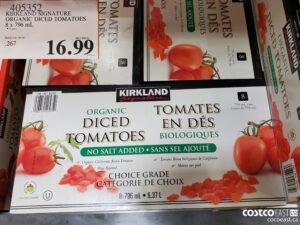 405352
KIRKLAND SIGNATURE
ORGANIC DICED TOMATOES
8 x 796 mL
.267
16.99
KIRKLAND
Signature
8
ORGANIC
DICED
TOMATOES
TOMATES
EN DÉS
BIOLOGIQUES
NO SALT ADDED • SANS SEL AJOUTÉ
CHOICE GRADE
CATÉGORIE DE CHOIX
8×796 mL • 6.37 L
COSTCO EAST
costcoeast.ca